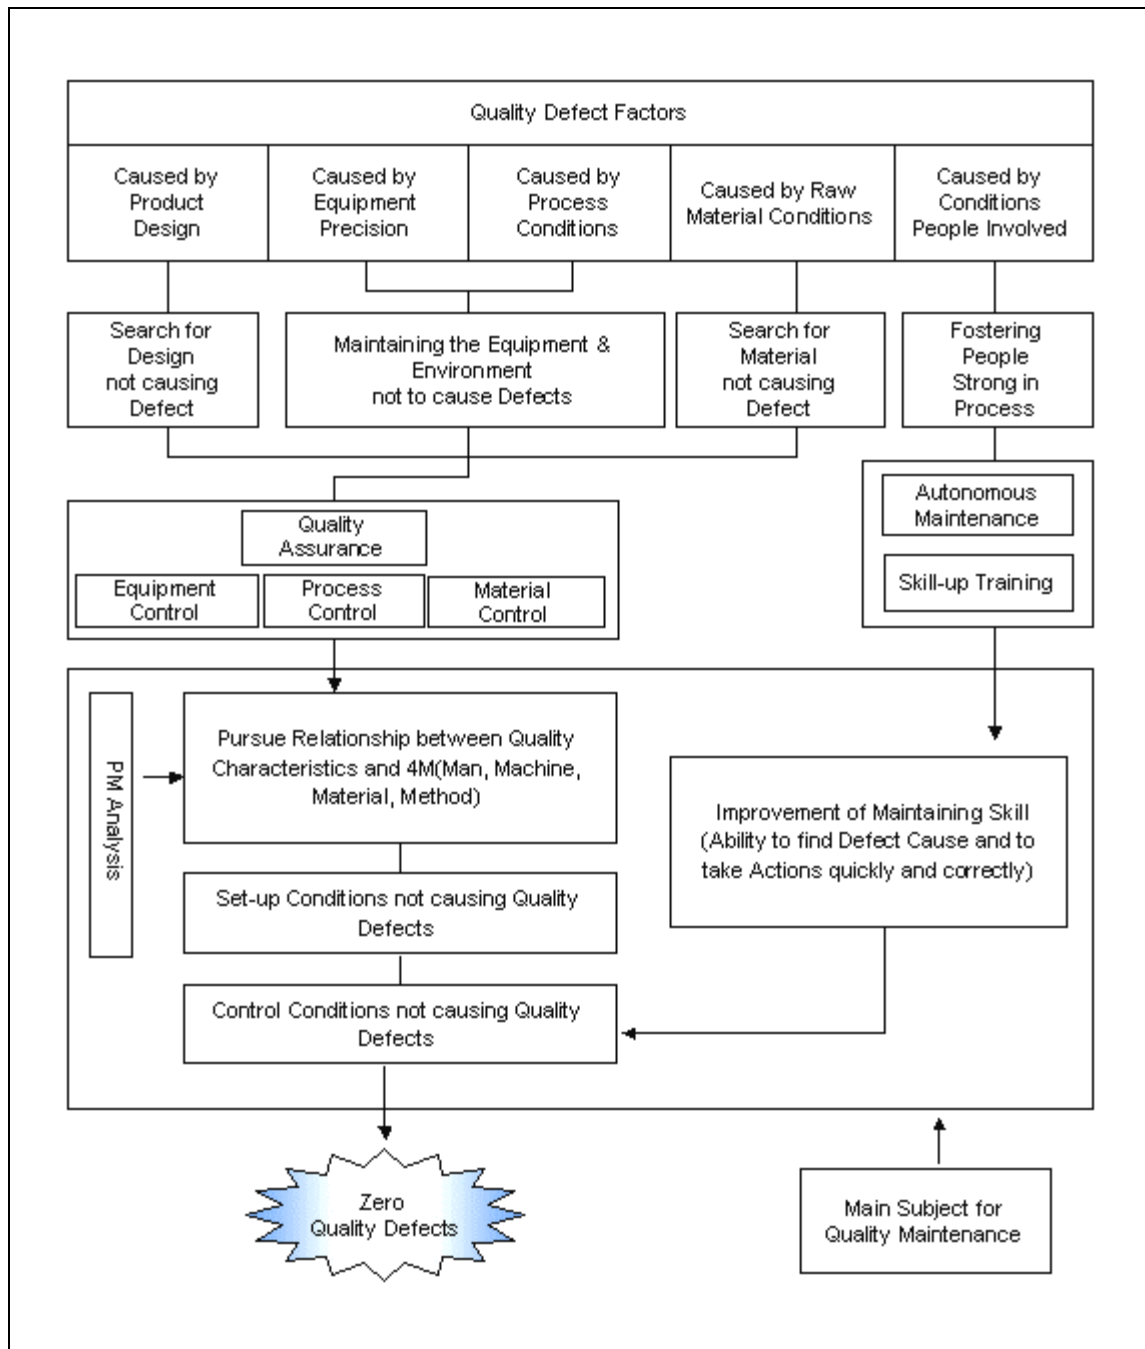 Quality Defect Factors
Caused by
Product
Design
Caused by
Equipment
Precision
Caused by
Process
Conditions
Caused by Raw
Material Conditions
Caused by
Conditions
People Involved
Search for
Design
not causing
Defect
Maintaining the Equipment &
Environment
not to cause Defects
Search for
Material
not causing
Defect
Fostering
People
Strong in
Process
Quality
Assurance
Equipment
Control
Process
Control
Material
Control
Autonomous
Maintenance
Skill-up Training
PM Analysis
Pursue Relationship between Quality
Characteristics and 4M(Man, Machine,
Material, Method)
Set-up Conditions not causing Quality
Defects
Control Conditions not causing Quality
Defects
Improvement of Maintaining Skill
(Ability to find Defect Cause and to
take Actions quickly and correctly)
Zero
Quality Defects
Main Subject for
Quality Maintenance